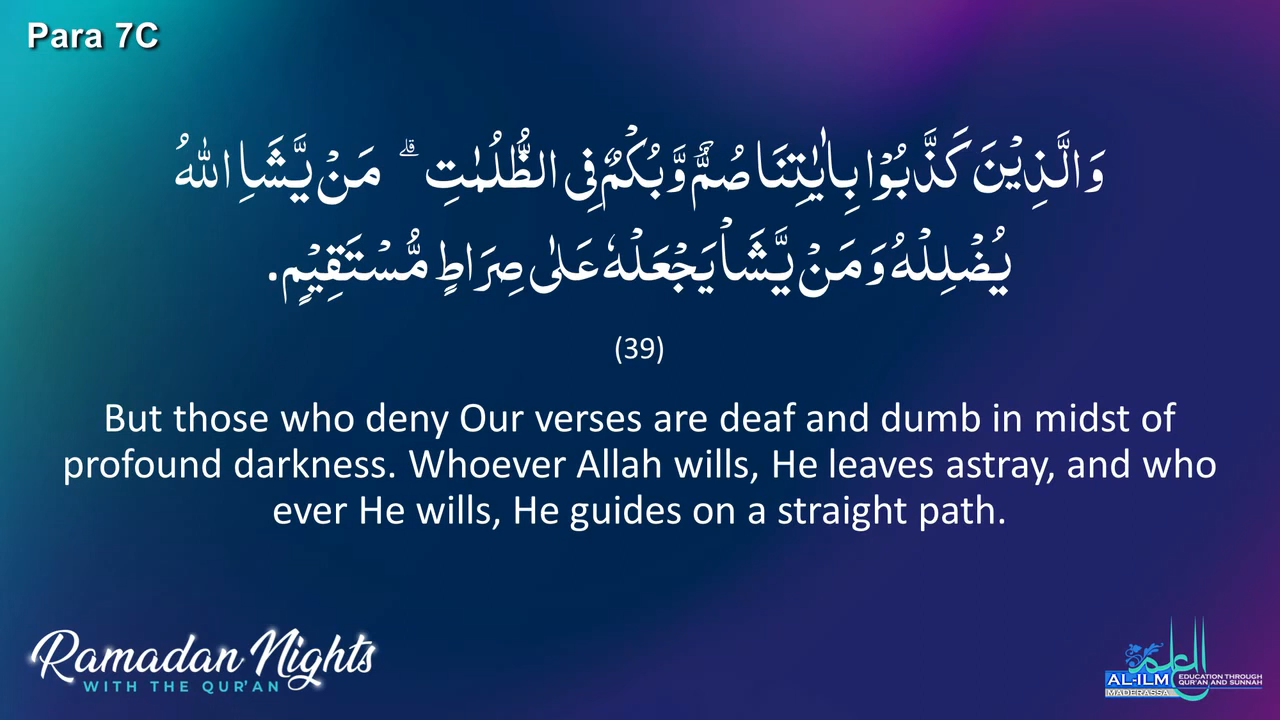 Para 7C
وَالَّذِيْنَ كَذَّبُوْا بِاٰيٰتِنَا صُمٌّ وَّبُكْمٌ فِى الظُّلُمٰتِ ۗ مَنْ يَّشَاِ اللّٰهُ
يُضْلِلْهُ وَمَنْ يَّشَاْ يَجْعَلْهُ عَلٰى صِرَاطٍ مُّسْتَقِيْمٍ.
(39)
But those who deny Our verses are deaf and dumb in midst of
profound darkness. Whoever Allah wills, He leaves astray, and who
ever He wills, He guides on a straight path.
Ramadan Nights
WITH THE QUR'AN
العلم
AL-ILM
MADERASSA
EDUCATION THROUGH
QUR'AN AND SUNNAH